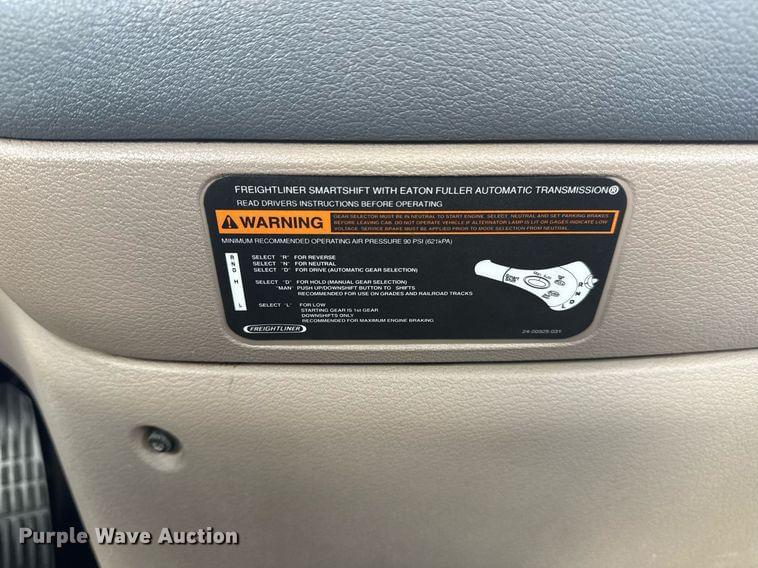 FREIGHTLINER SMARTSHIFT WITH EATON FULLER AUTOMATIC TRANSMISSION®
READ DRIVERS INSTRUCTIONS BEFORE OPERATING
WARNING
GEAR SELECTOR MUST BE IN NEUTRAL TO START ENGINE. SELECT NEUTRAL AND SET PARKING BRAKES
BEFORE LEAVING CAB. DO NOT OPERATE VEHICLE IF ALTERNATOR LAMP IS LIT OR GAGES INDICATE LOW
VOLTAGE. SERVICE BRAKE MUST BE APPLIED PRIOR TO MODE SELECTION FROM NEUTRAL.
MINIMUM RECOMMENDED OPERATING AIR PRESSURE 90 PSI (621kPA)
R SELECT "R" FOR REVERSE
N SELECT "N" FOR NEUTRAL
D SELECT "D" FOR DRIVE (AUTOMATIC GEAR SELECTION)
H SELECT "D" FOR HOLD (MANUAL GEAR SELECTION)
"MAN" PUSH UP/DOWNSHIFT BUTTON TO SHIFTS
RECOMMENDED FOR USE ON GRADES AND RAILROAD TRACKS
L SELECT "L" FOR LOW
STARTING GEAR IS 1st GEAR
DOWNSHIFTS ONLY
RECOMMENDED FOR MAXIMUM ENGINE BRAKING
FREIGHTLINER
24-00925-031
Purple Wave Auction